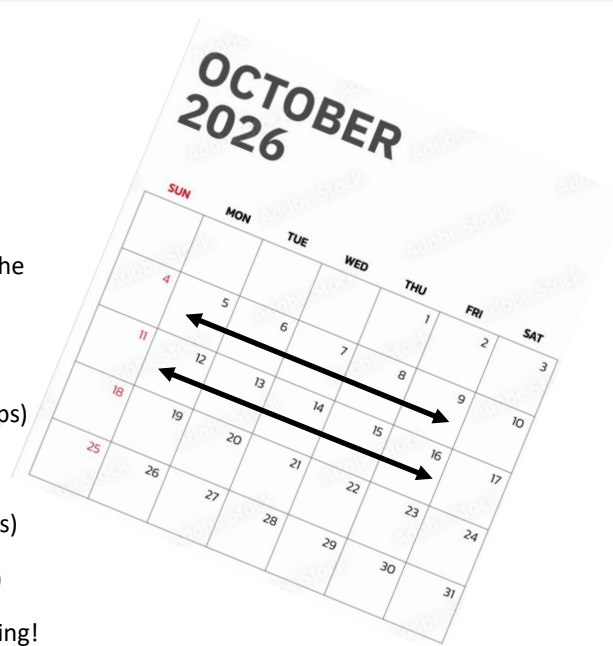 OCTOBER
2026
SUN MON TUE WED THU FRI SAT
1 2 3
4 5 6 7 8 9 10
11 12 13 14 15 16 17
18 19 20 21 22 23 24
25 26 27 28 29 30 31
he
ps)
s)
)
ing!
Adobe Stock